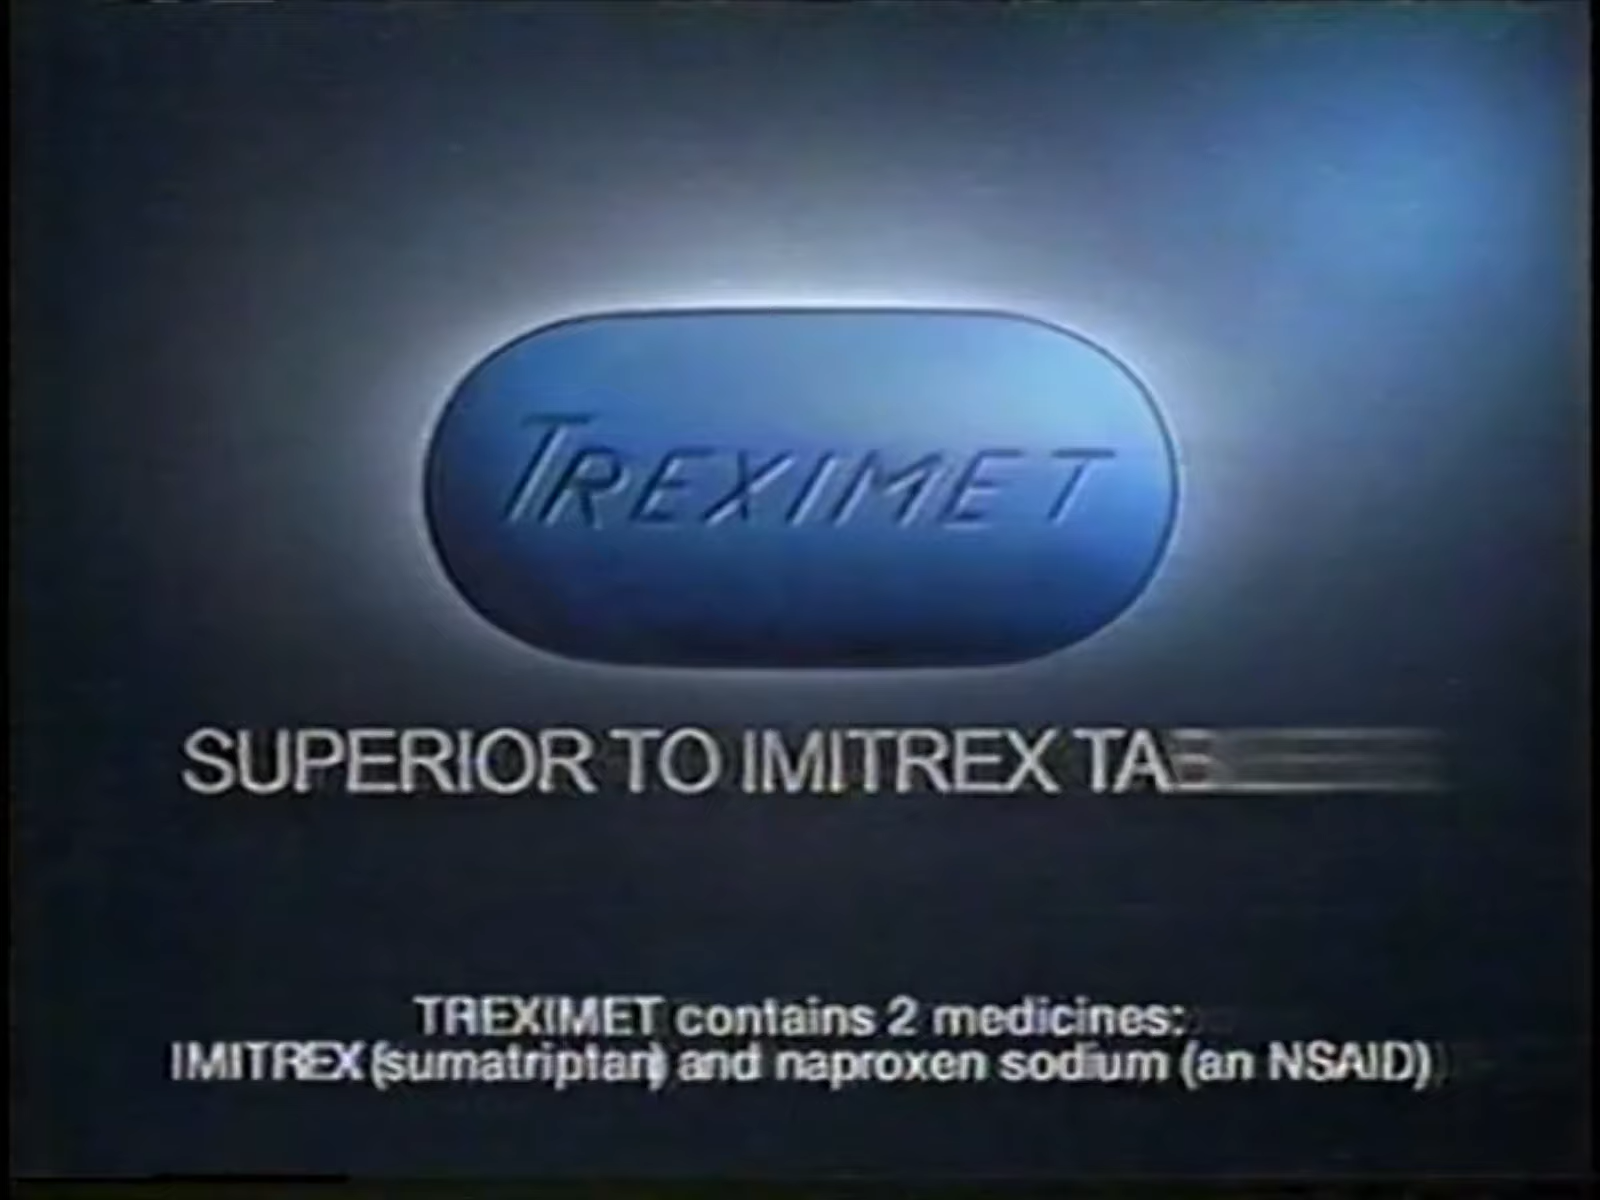 TREXIMET
SUPERIOR TO IMITREX
TREXIMET contains 2 medicines:
IMITREX (sumatriptan) and naproxen sodium (an NSAID)